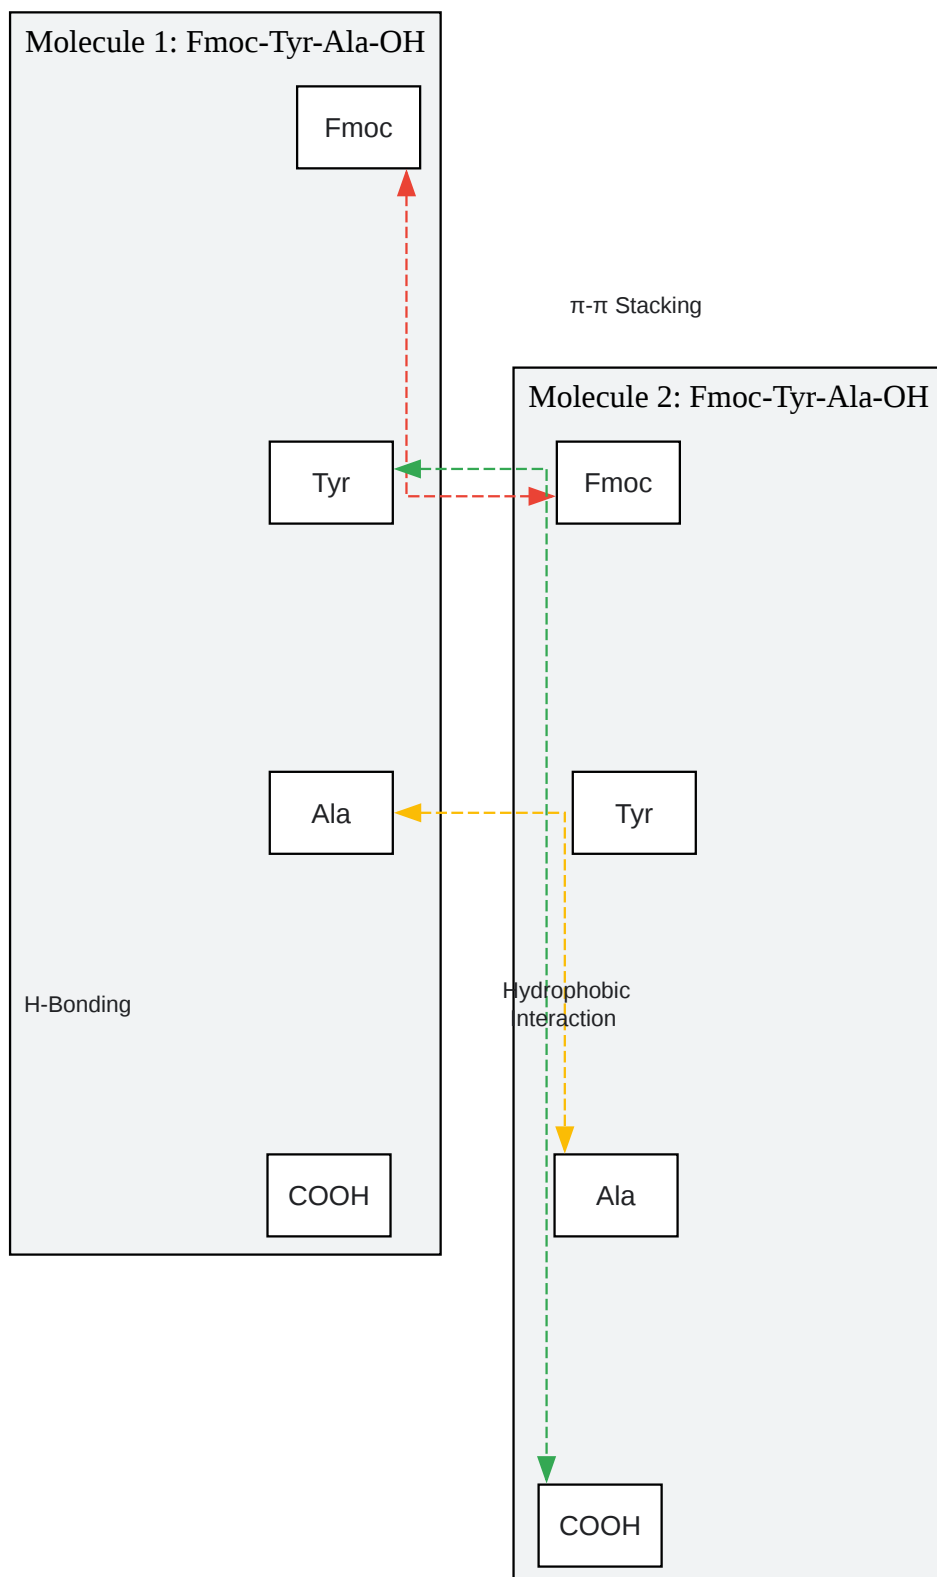 Molecule 1: Fmoc-Tyr-Ala-OH
Fmoc
Tyr
Ala
H-Bonding
COOH
π-π Stacking
Molecule 2: Fmoc-Tyr-Ala-OH
Fmoc
Tyr
Hydrophobic
Interaction
Ala
COOH